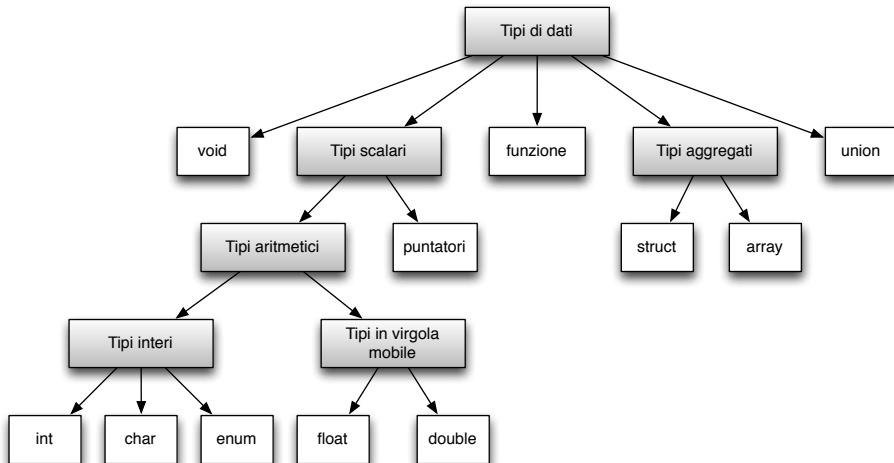 Tipi di dati
void
Tipi scalari
funzione
Tipi aggregati
union
Tipi aritmetici
puntatori
struct
array
Tipi interi
Tipi in virgola
mobile
int
char
enum
float
double